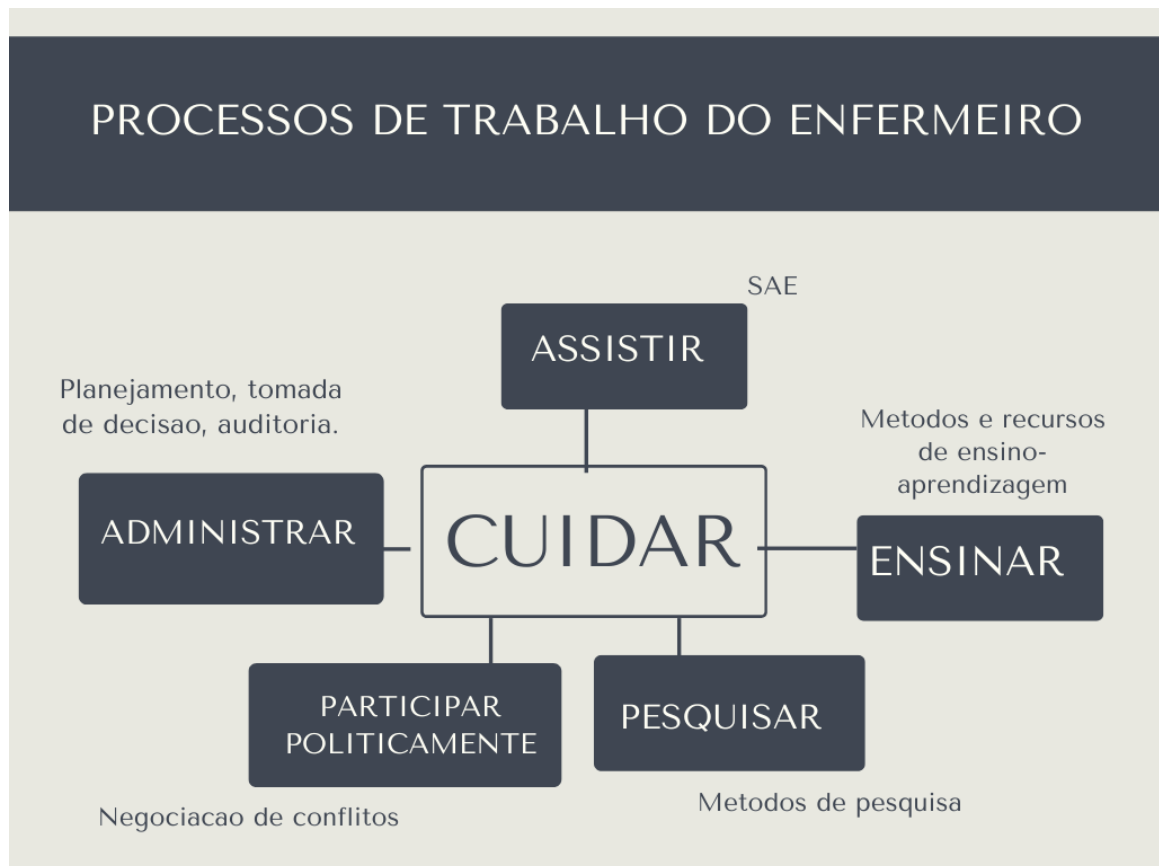 PROCESSOS DE TRABALHO DO ENFERMEIRO
SAE
ASSISTIR
Planejamento, tomada
de decisao, auditoria.
Metodos e recursos
de ensino-
aprendizagem
ADMINISTRAR
CUIDAR
ENSINAR
PARTICIPAR
POLITICAMENTE
PESQUISAR
Negociacao de conflitos
Metodos de pesquisa